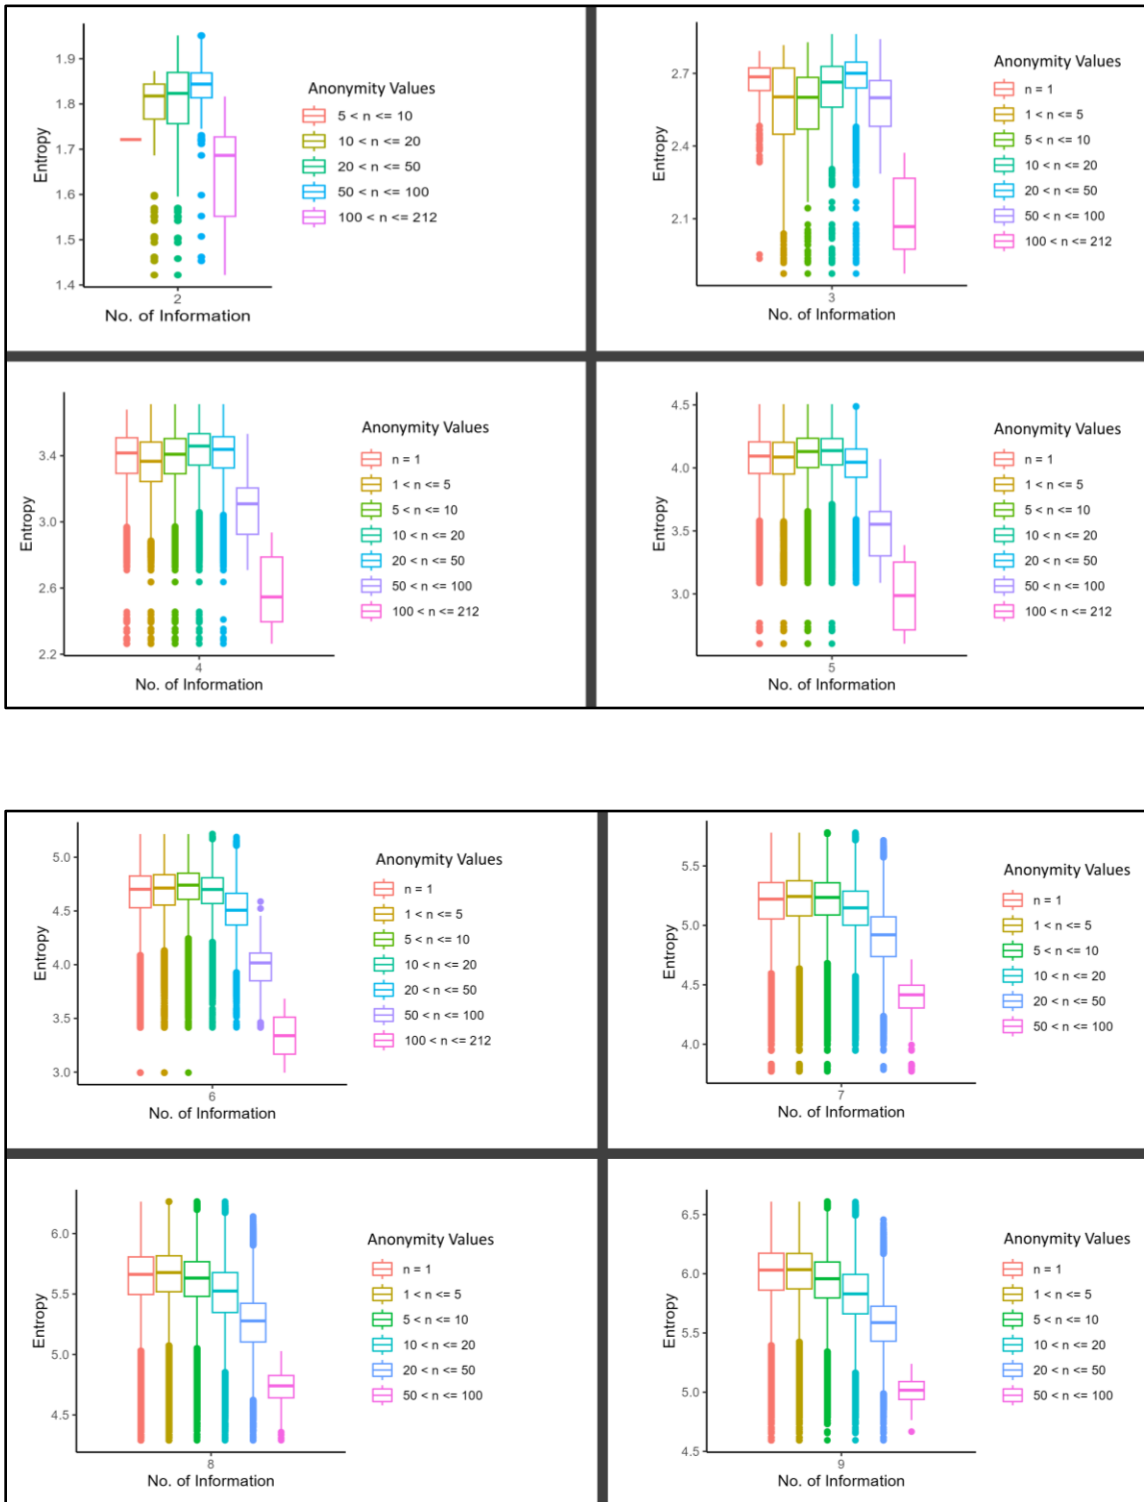 1.9
1.8
1.7
1.6
1.5
1.4
Entropy
2
No. of Information
Anonymity Values
5 < n <= 10
10 < n <= 20
20 < n <= 50
50 < n <= 100
100 < n <= 212
2.7
2.4
2.1
Entropy
3
No. of Information
Anonymity Values
n = 1
1 < n <= 5
5 < n <= 10
10 < n <= 20
20 < n <= 50
50 < n <= 100
100 < n <= 212
3.4
3.0
2.6
2.2
Entropy
4
No. of Information
Anonymity Values
n = 1
1 < n <= 5
5 < n <= 10
10 < n <= 20
20 < n <= 50
50 < n <= 100
100 < n <= 212
4.5
4.0
3.5
3.0
Entropy
5
No. of Information
Anonymity Values
n = 1
1 < n <= 5
5 < n <= 10
10 < n <= 20
20 < n <= 50
50 < n <= 100
100 < n <= 212
5.0
4.5
4.0
3.5
3.0
Entropy
6
No. of Information
Anonymity Values
n = 1
1 < n <= 5
5 < n <= 10
10 < n <= 20
20 < n <= 50
50 < n <= 100
100 < n <= 212
5.5
5.0
4.5
4.0
Entropy
7
No. of Information
Anonymity Values
n = 1
1 < n <= 5
5 < n <= 10
10 < n <= 20
20 < n <= 50
50 < n <= 100
6.0
5.5
5.0
4.5
Entropy
8
No. of Information
Anonymity Values
n = 1
1 < n <= 5
5 < n <= 10
10 < n <= 20
20 < n <= 50
50 < n <= 100
6.5
6.0
5.5
5.0
4.5
Entropy
9
No. of Information
Anonymity Values
n = 1
1 < n <= 5
5 < n <= 10
10 < n <= 20
20 < n <= 50
50 < n <= 100